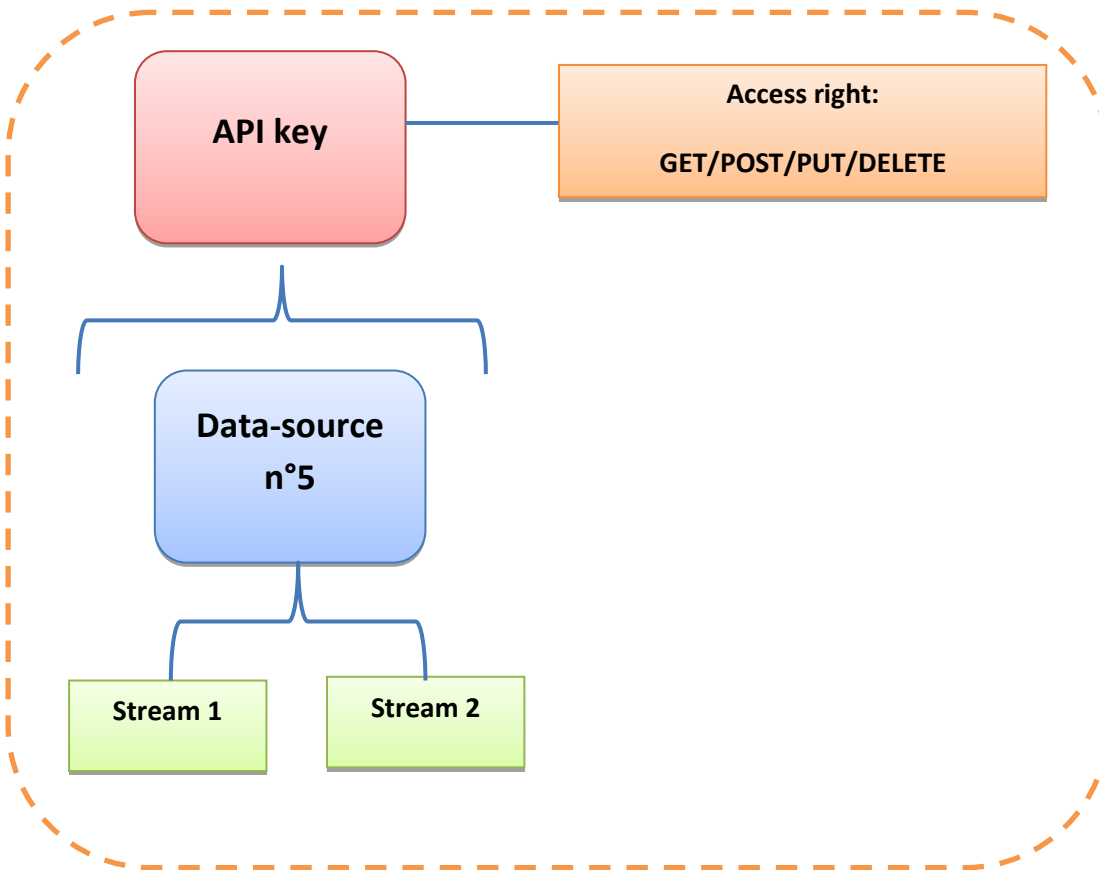 API key
Access right:
GET/POST/PUT/DELETE
Data-source
n°5
Stream 1
Stream 2